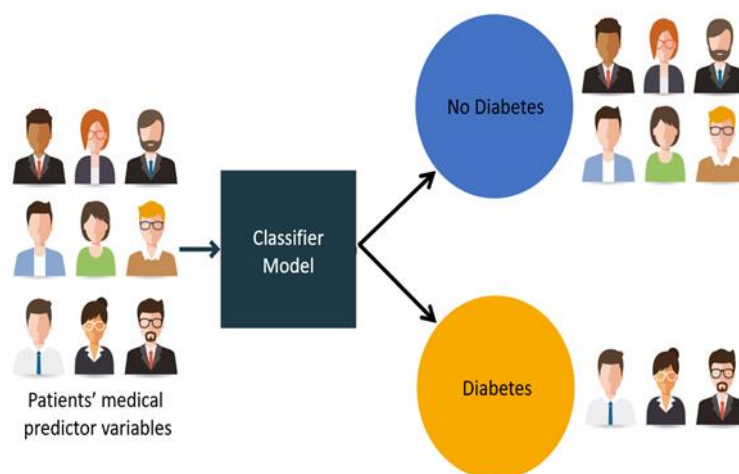 No Diabetes
Classifier
Model
Diabetes
Patients’ medical
predictor variables